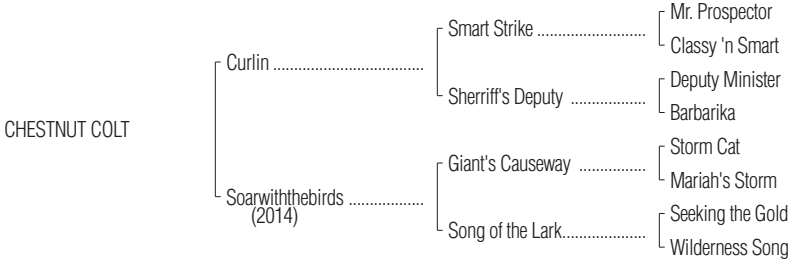 Mr. Prospector
Smart Strike ..........................
Classy 'n Smart
Curlin ....................................
Deputy Minister
Sherriff's Deputy ..................
Barbarika
CHESTNUT COLT
Storm Cat
Giant's Causeway ................
Mariah's Storm
Soarwiththebirds ..................
(2014)
Seeking the Gold
Song of the Lark....................
Wilderness Song